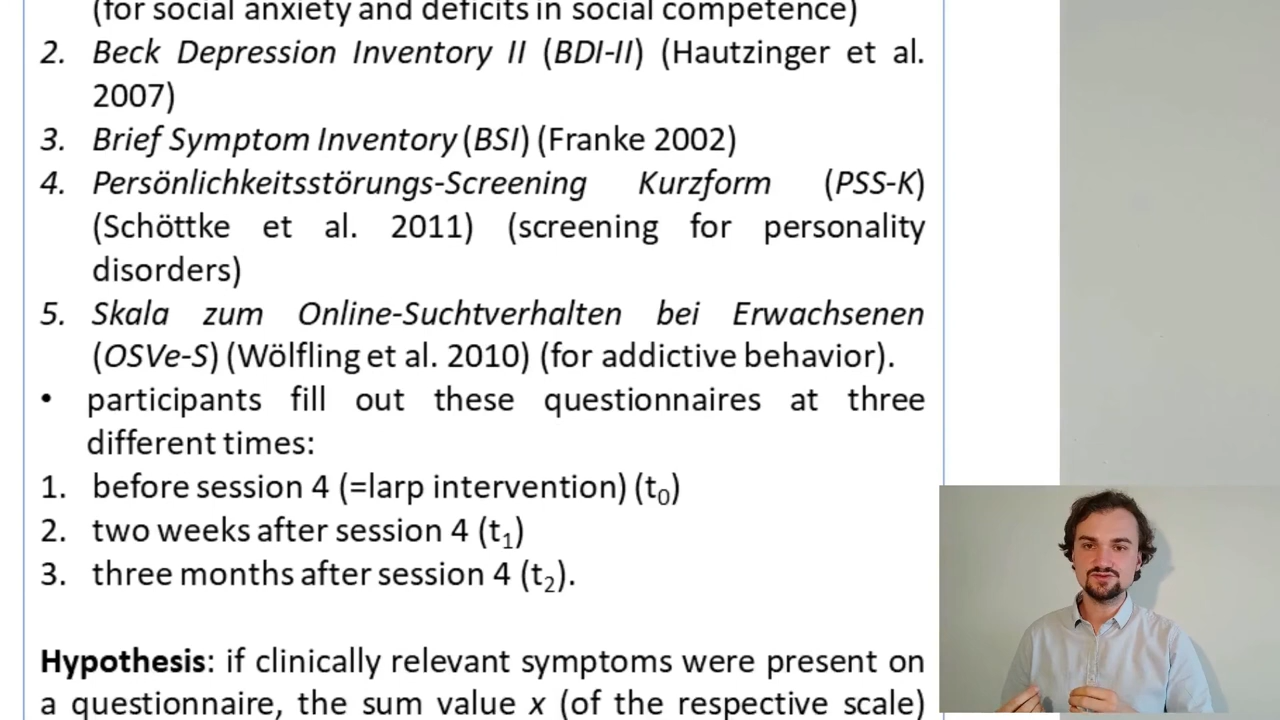 (for social anxiety and deficits in social competence)
2. Beck Depression Inventory II (BDI-II) (Hautzinger et al.
2007)
3. Brief Symptom Inventory (BSI) (Franke 2002)
4. Persönlichkeitsstörungs-Screening Kurzform (PSS-K)
(Schöttke et al. 2011) (screening for personality
disorders)
5. Skala zum Online-Suchtverhalten bei Erwachsenen
(OSVe-S) (Wölfling et al. 2010) (for addictive behavior).
• participants fill out these questionnaires at three
different times:
1. before session 4 (=larp intervention) (t₀)
2. two weeks after session 4 (t₁)
3. three months after session 4 (t₂).
Hypothesis: if clinically relevant symptoms were present on
a questionnaire, the sum value x (of the respective scale)